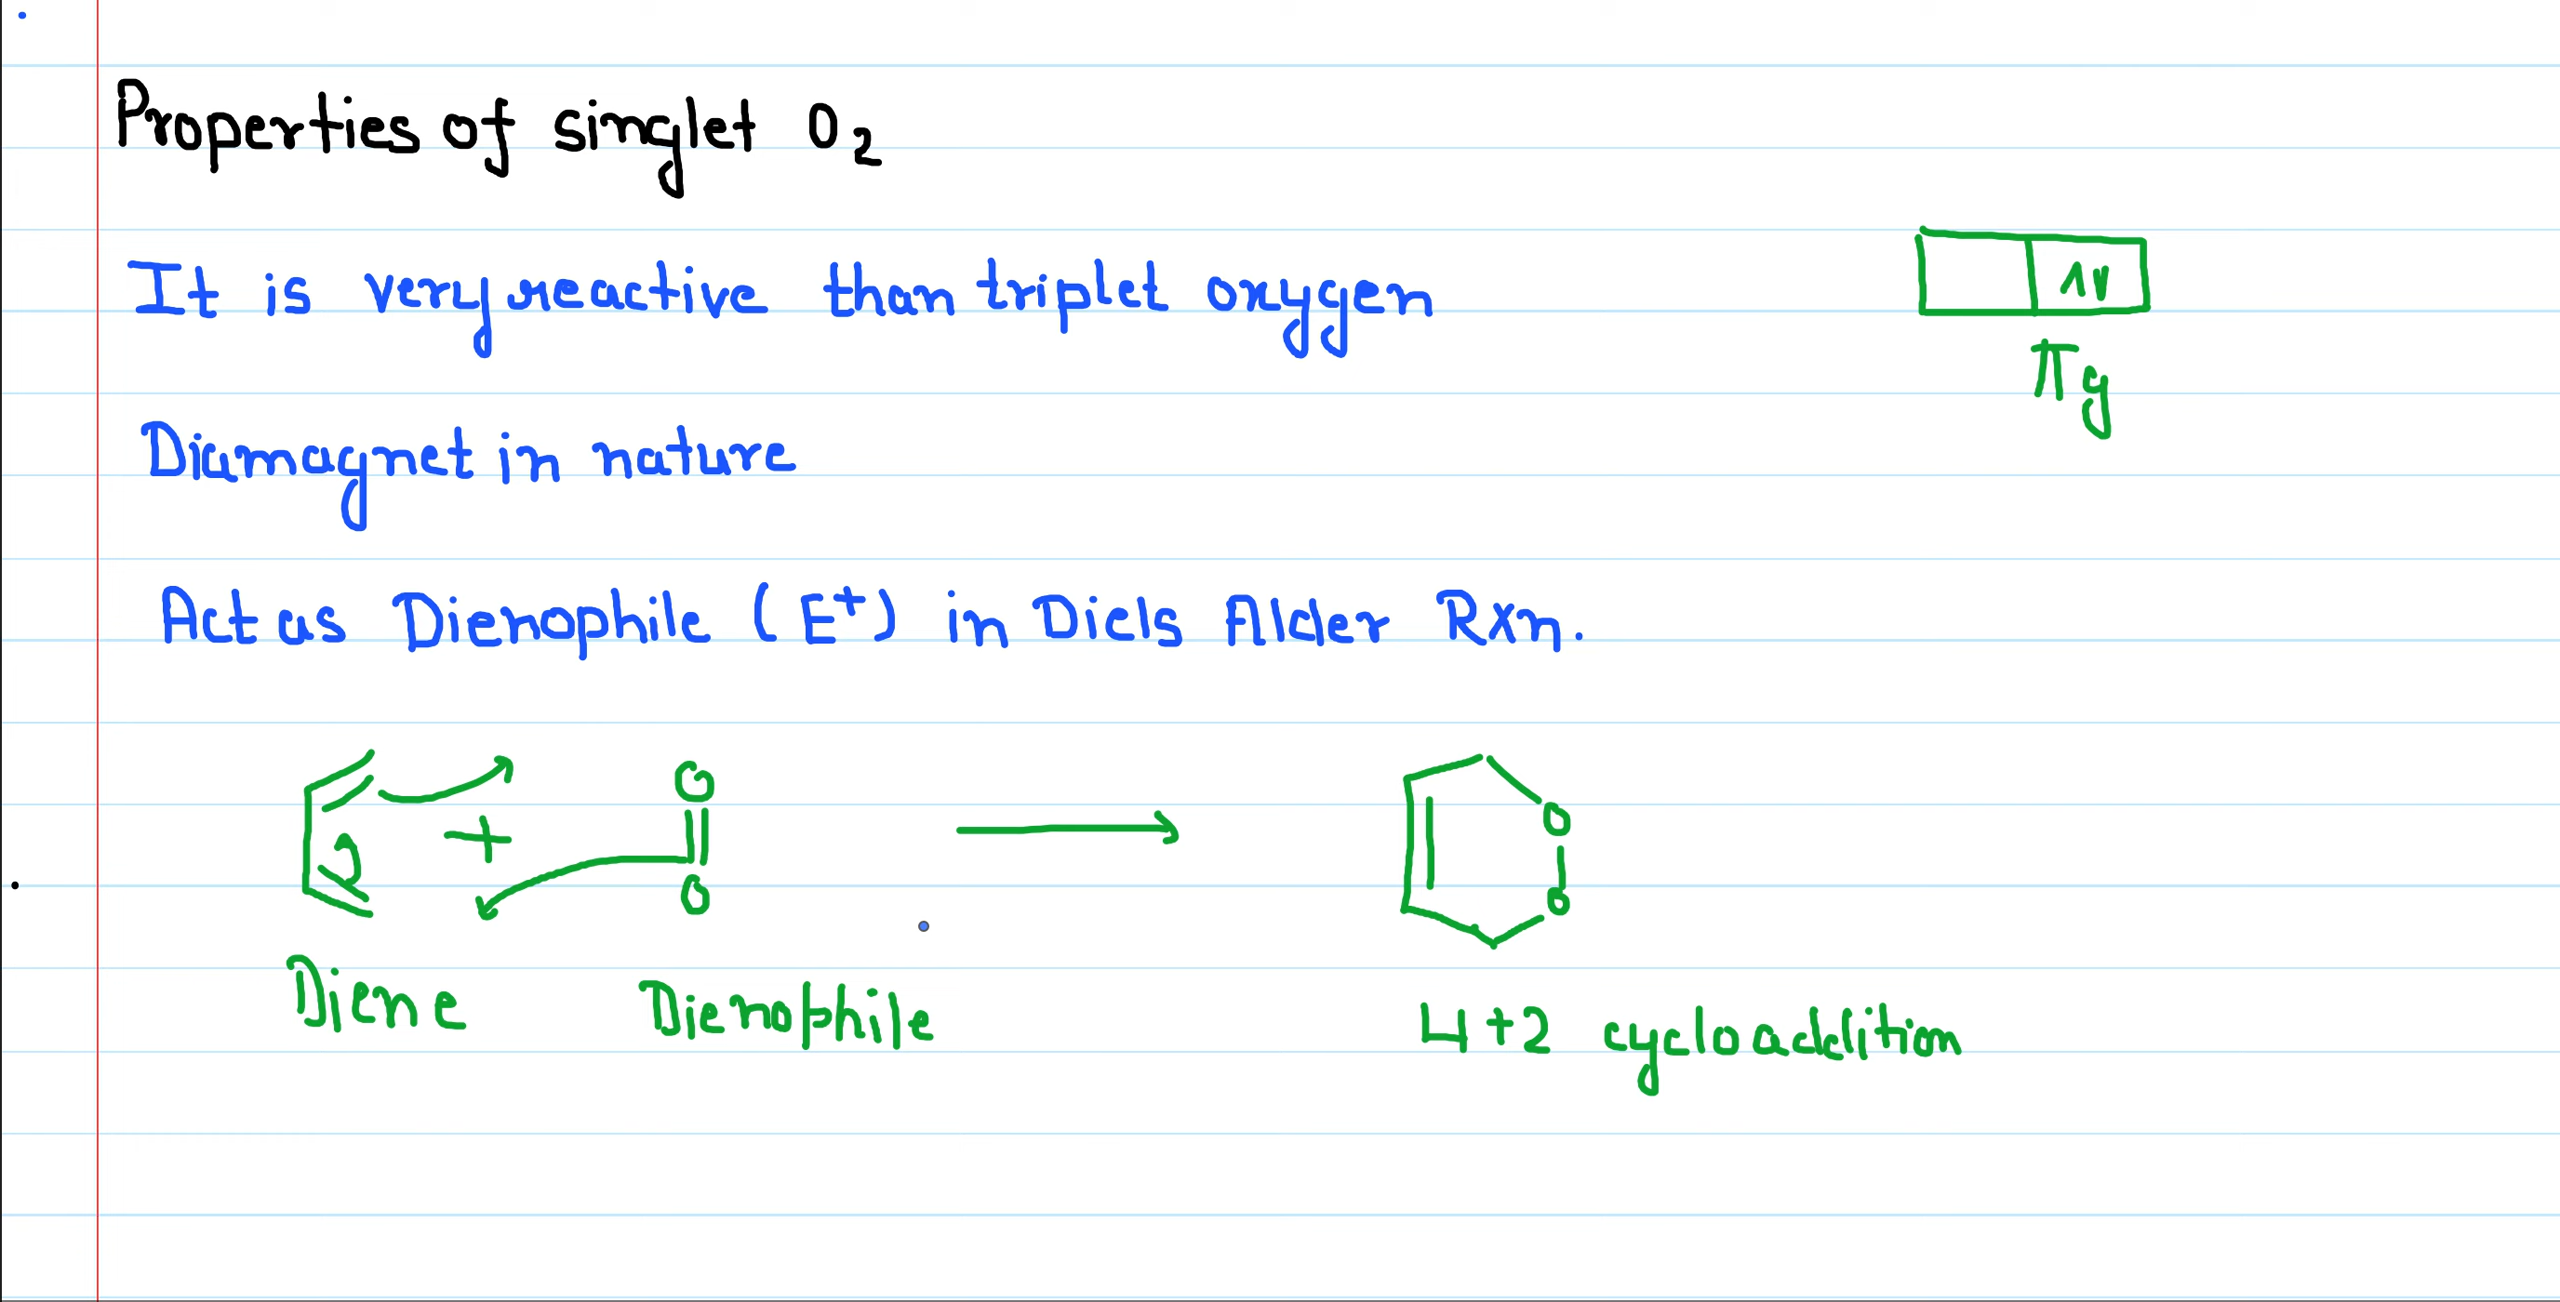 Properties of singlet O₂
It is very reactive than triplet oxygen
1V
πg
Diamagnet in nature
Act as Dienophile (E⁺) in Diels Alder Rxn.
+
O
O
O
O
Diene
Dienophile
4+2 cycloaddition